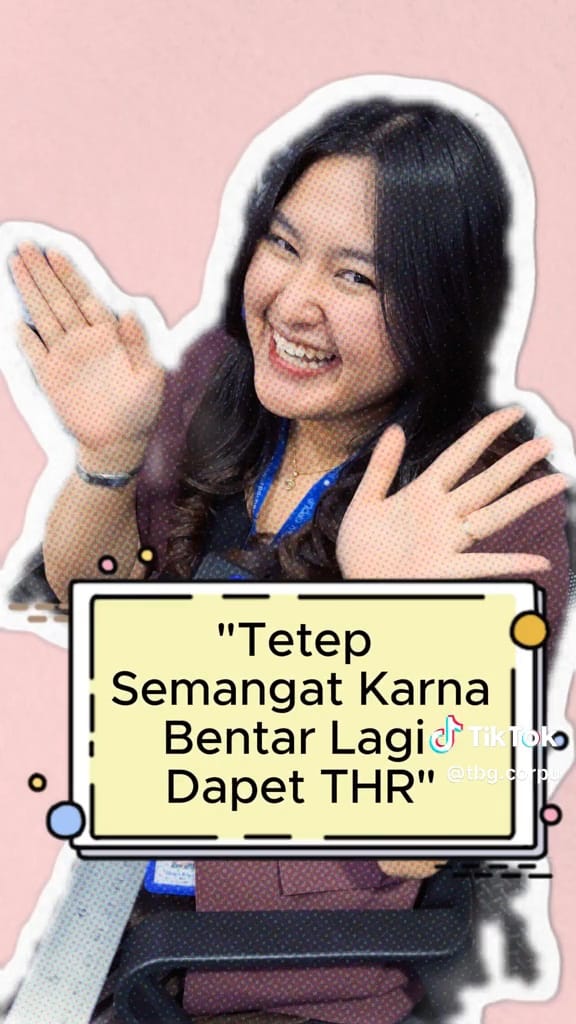 "Tetep
Semangat Karna
Bentar Lagi
Dapet THR"
TikTok
@tbg.corpu